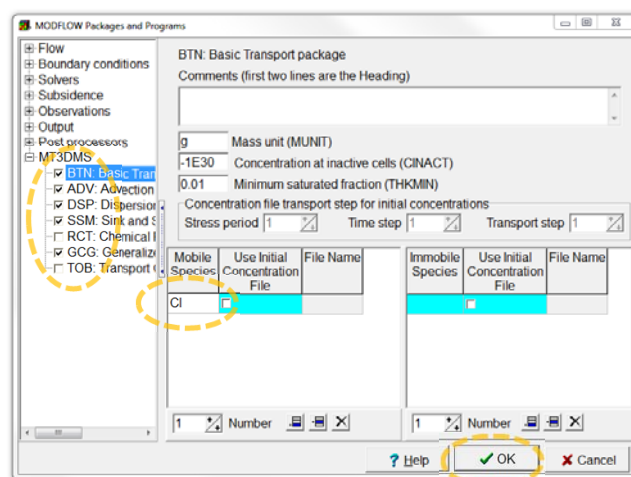 MODFLOW Packages and Programs
Flow
Boundary conditions
Solvers
Subsidence
Observations
Output
Post processors
MT3DMS
BTN: Basic Tran
ADV: Advection
DSP: Dispersion
SSM: Sink and S
RCT: Chemical
GCG: Generalize
TOB: Transport
BTN: Basic Transport package
Comments (first two lines are the Heading)
g Mass unit (MUNIT)
-1E30 Concentration at inactive cells (CINACT)
0.01 Minimum saturated fraction (THKMIN)
Concentration file transport step for initial concentrations
Stress period 1 Time step 1 Transport step 1
Mobile Species Use Initial Concentration File File Name
Cl
1 Number
Immobile Species Use Initial Concentration File File Name
1 Number
? Help OK Cancel